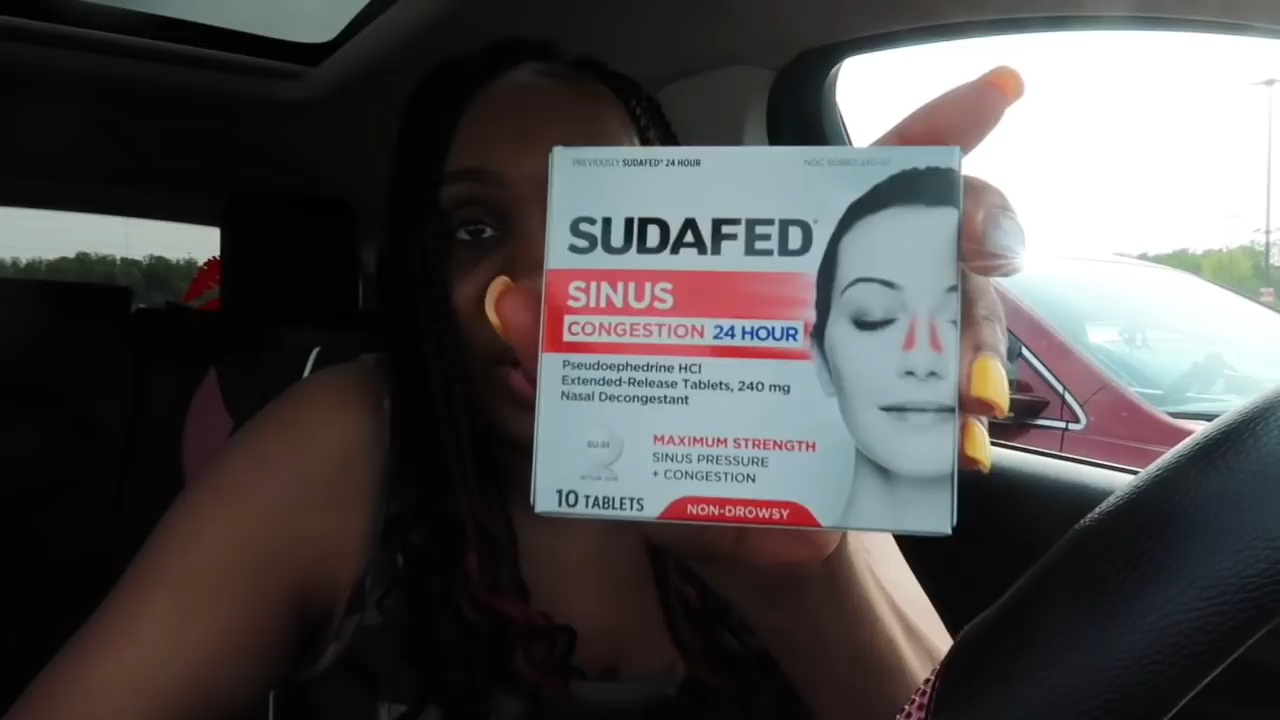 PREVIOUSLY SUDAFED® 24 HOUR
SUDAFED®
SINUS
CONGESTION 24 HOUR
Pseudoephedrine HCl
Extended-Release Tablets, 240 mg
Nasal Decongestant
MAXIMUM STRENGTH
SINUS PRESSURE
+ CONGESTION
10 TABLETS
NON-DROWSY